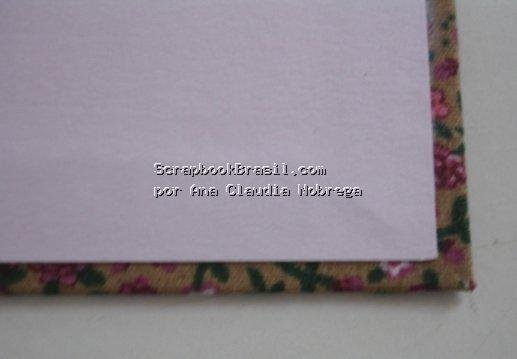 ScrapbookBrasil.com
por Ana Claudia Nobrega